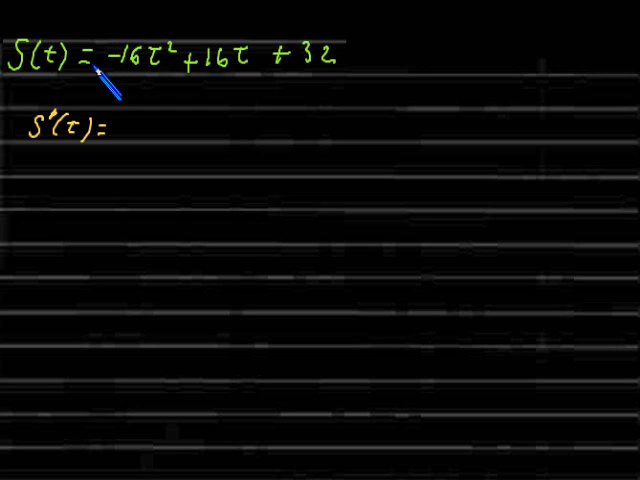 S(t) = -16t² + 16t + 32
S'(t) =